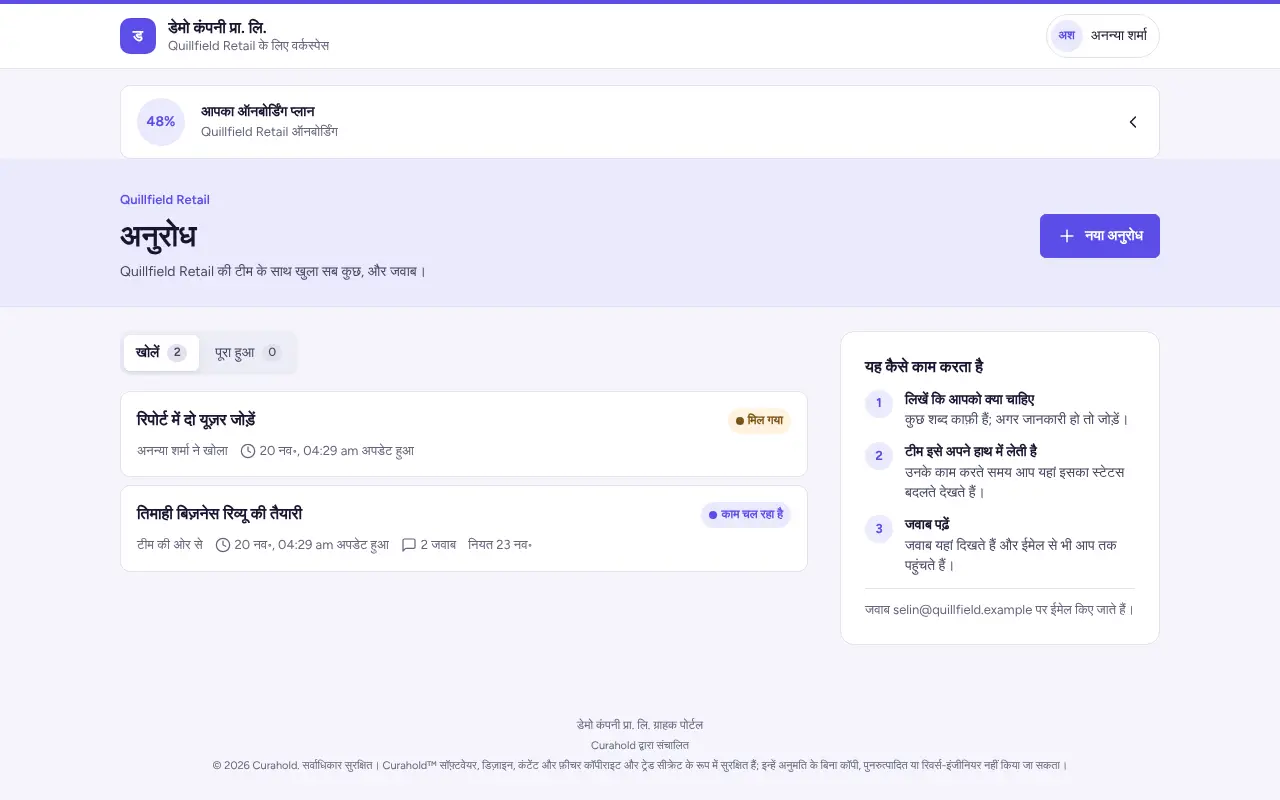 ड
डेमो कंपनी प्रा. लि.
Quillfield Retail के लिए वर्कस्पेस
अश
अनन्या शर्मा
48%
आपका ऑनबोर्डिंग प्लान
Quillfield Retail ऑनबोर्डिंग
Quillfield Retail
अनुरोध
Quillfield Retail की टीम के साथ खुला सब कुछ, और जवाब।
नया अनुरोध
खोलें 2 पूरा हुआ 0
रिपोर्ट में दो यूज़र जोड़ें
मिल गया
अनन्या शर्मा ने खोला 20 नव॰, 04:29 am अपडेट हुआ
तिमाही बिज़नेस रिव्यू की तैयारी
काम चल रहा है
टीम की ओर से 20 नव॰, 04:29 am अपडेट हुआ 2 जवाब नियत 23 नव॰
यह कैसे काम करता है
1 लिखें कि आपको क्या चाहिए
कुछ शब्द काफ़ी हैं; अगर जानकारी हो तो जोड़ें।
2 टीम इसे अपने हाथ में लेती है
उनके काम करते समय आप यहां इसका स्टेटस
बदलते देखते हैं।
3 जवाब पढ़ें
जवाब यहां दिखते हैं और ईमेल से भी आप तक
पहुंचते हैं।
जवाब selin@quillfield.example पर ईमेल किए जाते हैं।
डेमो कंपनी प्रा. लि. ग्राहक पोर्टल
Curahold द्वारा संचालित
© 2026 Curahold. सर्वाधिकार सुरक्षित। Curahold™ सॉफ़्टवेयर, डिज़ाइन, कंटेंट और फ़ीचर कॉपीराइट और ट्रेड सीक्रेट के रूप में सुरक्षित हैं; इन्हें अनुमति के बिना कॉपी, पुनरुत्पादित या रिवर्स-इंजीनियर नहीं किया जा सकता।